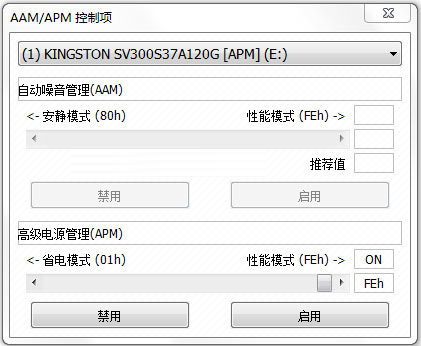 AAM/APM 控制项
(1) KINGSTON SV300S37A120G [APM] (E:)
自动噪音管理(AAM)
<- 安静模式 (80h) 性能模式 (FEh) ->
推荐值
禁用 启用
高级电源管理(APM)
<- 省电模式 (01h) 性能模式 (FEh) -> ON
FEh
禁用 启用